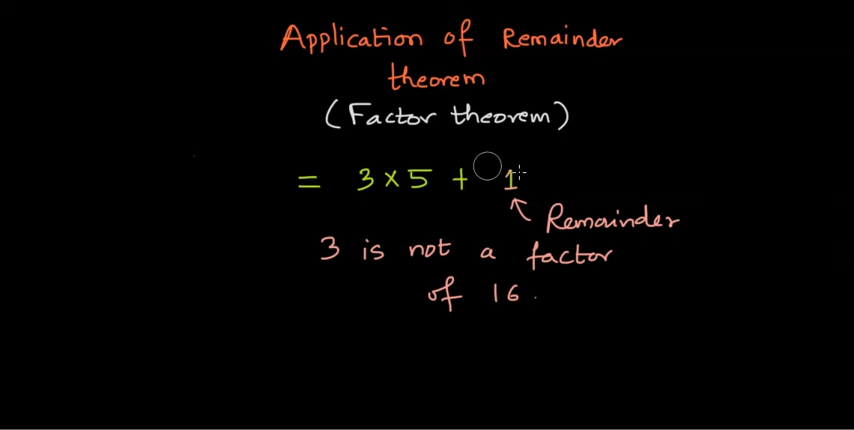 Application of Remainder
theorem
(Factor theorem)
= 3 × 5 + 1
Remainder
3 is not a factor
of 16.